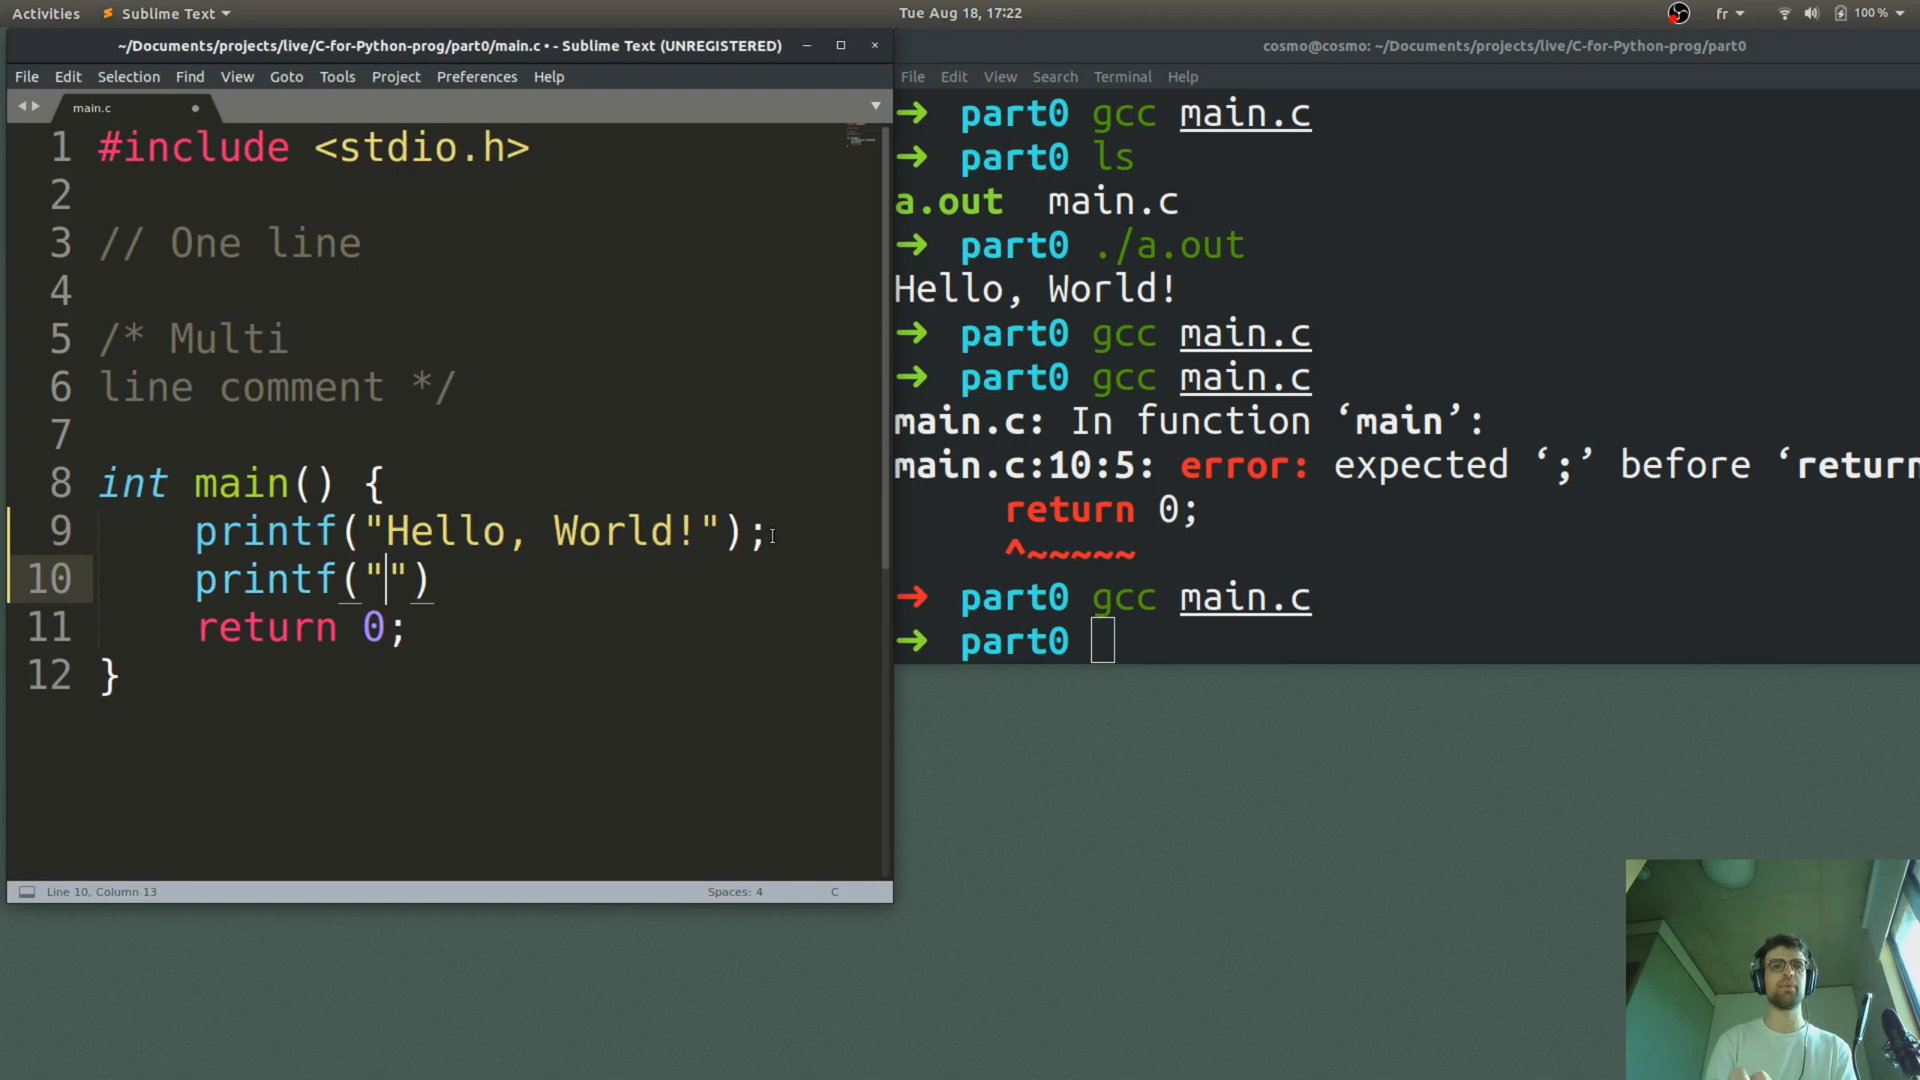 Activities Sublime Text Tue Aug 18, 17:22 fr 100 %
~/Documents/projects/live/C-for-Python-prog/part0/main.c • - Sublime Text (UNREGISTERED)
File Edit Selection Find View Goto Tools Project Preferences Help
main.c
1 #include <stdio.h>
2
3 // One line
4
5 /* Multi
6 line comment */
7
8 int main() {
9 printf("Hello, World!");
10 printf("")
11 return 0;
12 }
Line 10, Column 13 Spaces: 4 C
cosmo@cosmo: ~/Documents/projects/live/C-for-Python-prog/part0
File Edit View Search Terminal Help
➜ part0 gcc main.c
➜ part0 ls
a.out main.c
➜ part0 ./a.out
Hello, World!
➜ part0 gcc main.c
➜ part0 gcc main.c
main.c: In function ‘main’:
main.c:10:5: error: expected ‘;’ before ‘return
return 0;
^~~~~~
➜ part0 gcc main.c
➜ part0